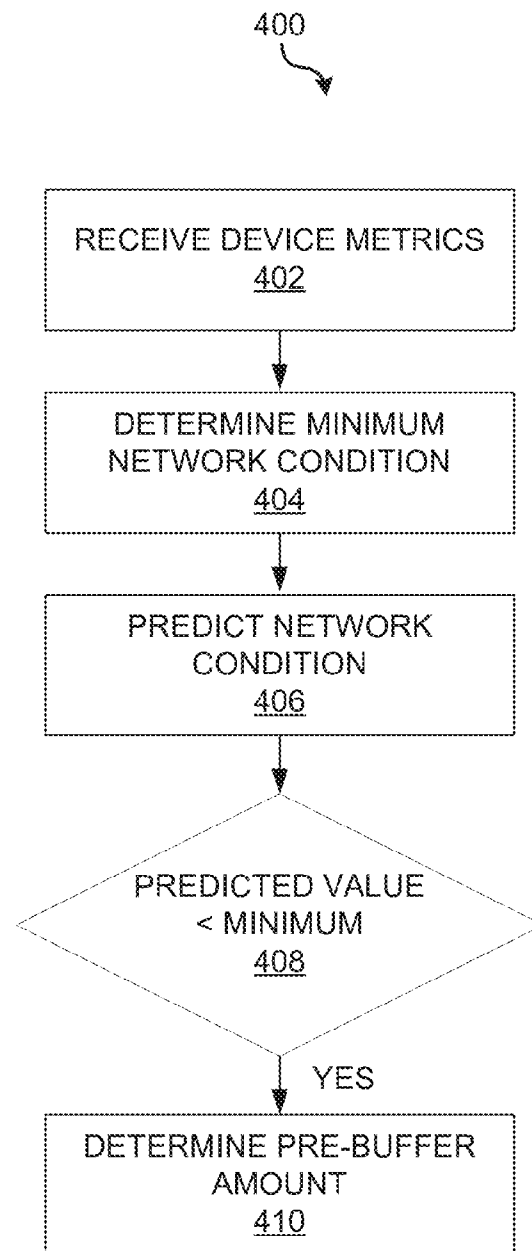 400
RECEIVE DEVICE METRICS
402
DETERMINE MINIMUM
NETWORK CONDITION
404
PREDICT NETWORK
CONDITION
406
PREDICTED VALUE
< MINIMUM
408
YES
DETERMINE PRE-BUFFER
AMOUNT
410